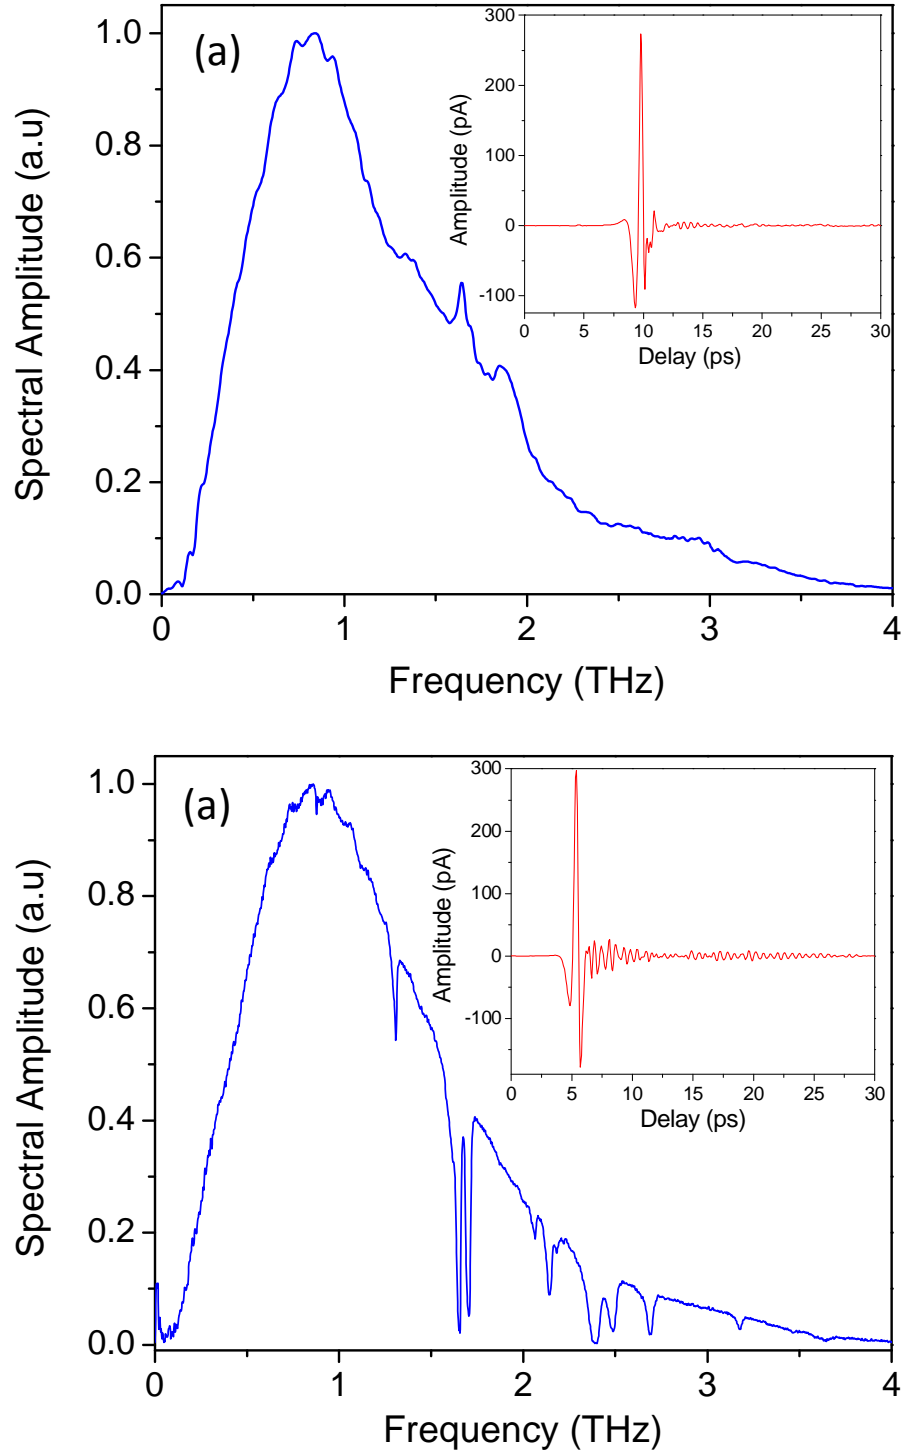 (a)
Spectral Amplitude (a.u)
1.0
0.8
0.6
0.4
0.2
0.0
0 1 2 3 4
Frequency (THz)
Amplitude (pA)
300
200
100
0
-100
0 5 10 15 20 25 30
Delay (ps)
(a)
Spectral Amplitude (a.u)
1.0
0.8
0.6
0.4
0.2
0.0
0 1 2 3 4
Frequency (THz)
Amplitude (pA)
300
200
100
0
-100
0 5 10 15 20 25 30
Delay (ps)